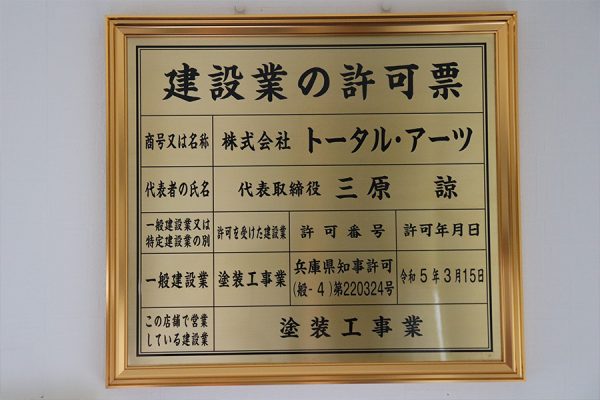 建設業の許可票
商号又は名称 株式会社 トータル・アーツ
代表者の氏名 代表取締役 三原 諒
一般建設業又は
特定建設業の別 許可を受けた建設業 許可番号 許可年月日
一般建設業 塗装工事業 兵庫県知事許可
(般-4)第220324号 令和5年3月15日
この店舗で営業
している建設業 塗装工事業